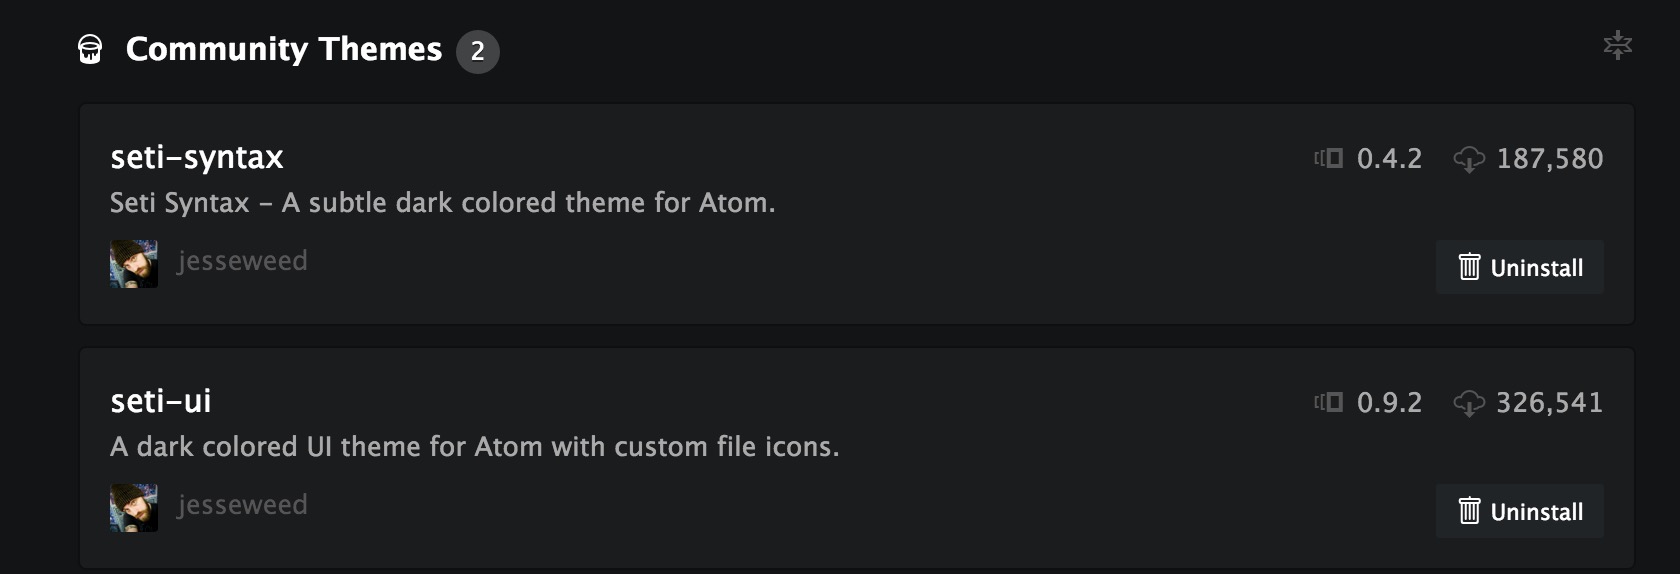 Community Themes 2
seti-syntax 0.4.2 187,580
Seti Syntax - A subtle dark colored theme for Atom.
jesseweed
Uninstall
seti-ui 0.9.2 326,541
A dark colored UI theme for Atom with custom file icons.
jesseweed
Uninstall